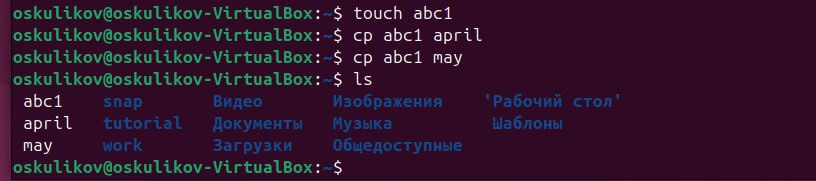 oskulikov@oskulikov-VirtualBox:~$ touch abc1
oskulikov@oskulikov-VirtualBox:~$ cp abc1 april
oskulikov@oskulikov-VirtualBox:~$ cp abc1 may
oskulikov@oskulikov-VirtualBox:~$ ls
abc1 snap Видео Изображения 'Рабочий стол'
april tutorial Документы Музыка Шаблоны
may work Загрузки Общедоступные
oskulikov@oskulikov-VirtualBox:~$